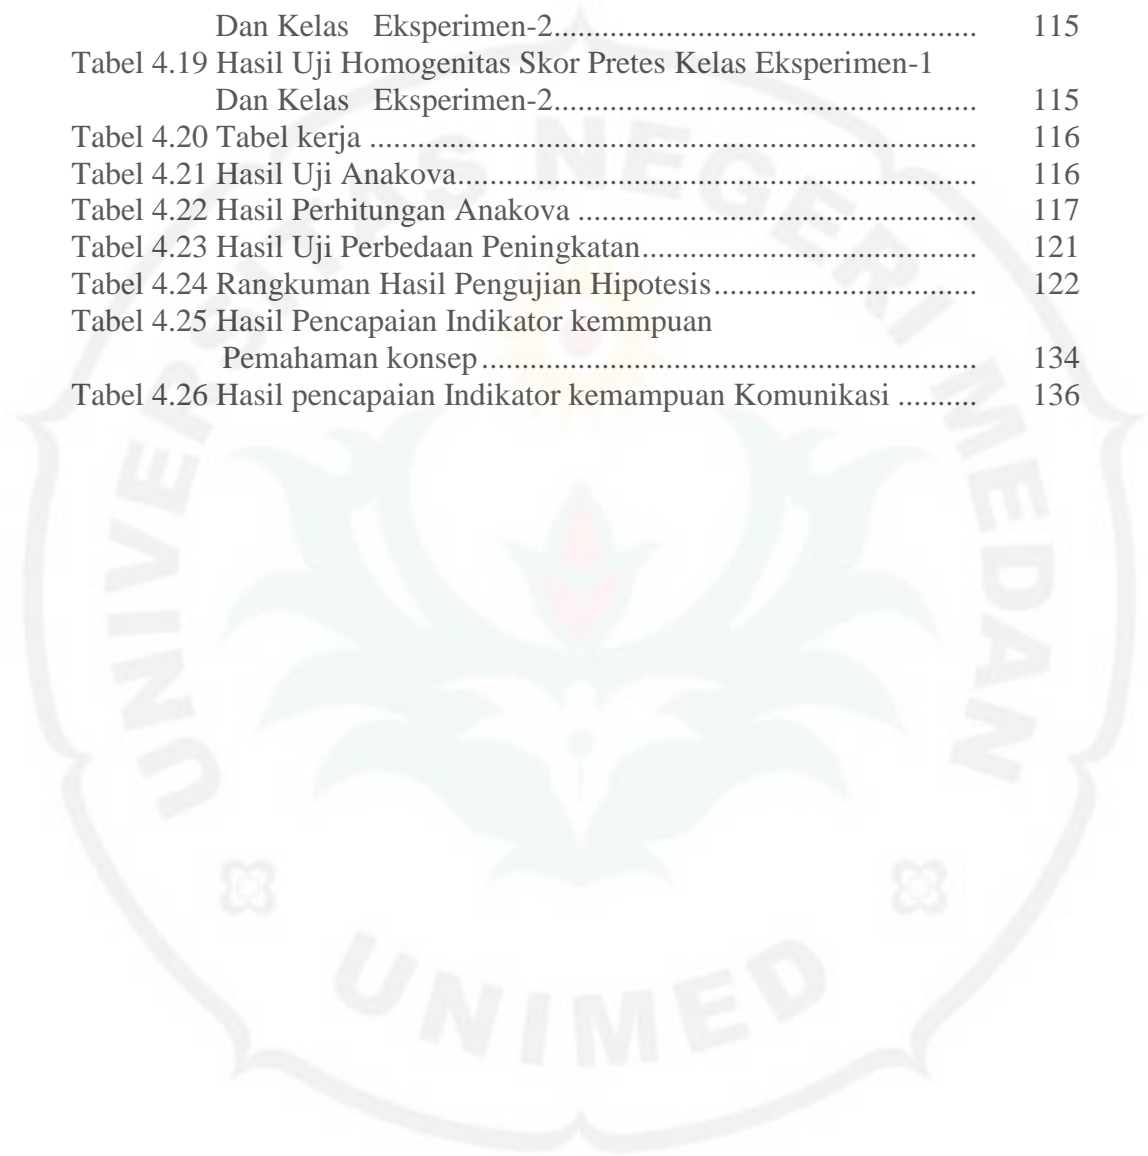 Dan Kelas   Eksperimen-2..................................................... 115
Tabel 4.19 Hasil Uji Homogenitas Skor Pretes Kelas Eksperimen-1
Dan Kelas   Eksperimen-2..................................................... 115
Tabel 4.20 Tabel kerja ............................................................................ 116
Tabel 4.21 Hasil Uji Anakova................................................................. 116
Tabel 4.22 Hasil Perhitungan Anakova .................................................. 117
Tabel 4.23 Hasil Uji Perbedaan Peningkatan.......................................... 121
Tabel 4.24 Rangkuman Hasil Pengujian Hipotesis................................. 122
Tabel 4.25 Hasil Pencapaian Indikator kemmpuan
Pemahaman konsep .............................................................. 134
Tabel 4.26 Hasil pencapaian Indikator kemampuan Komunikasi .......... 136
UNIVERSITAS NEGERI MEDAN
UNIMED